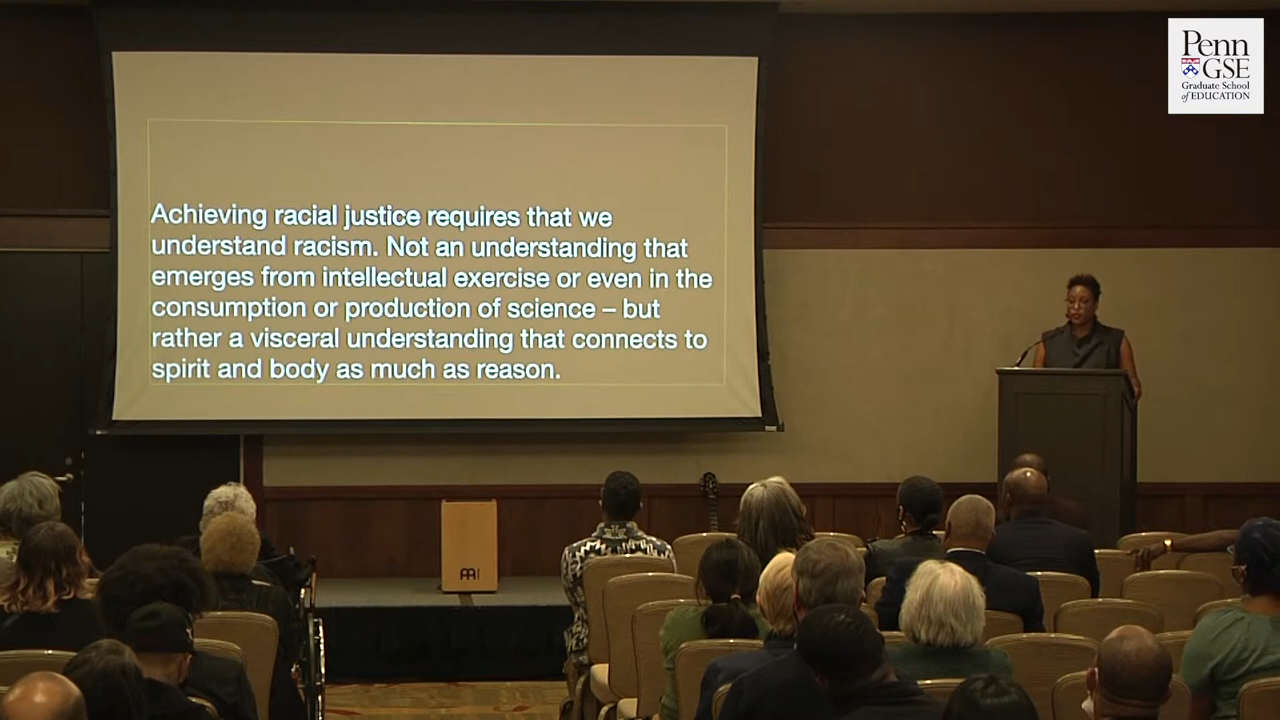 Penn
GSE
Graduate School
of EDUCATION
Achieving racial justice requires that we
understand racism. Not an understanding that
emerges from intellectual exercise or even in the
consumption or production of science – but
rather a visceral understanding that connects to
spirit and body as much as reason.